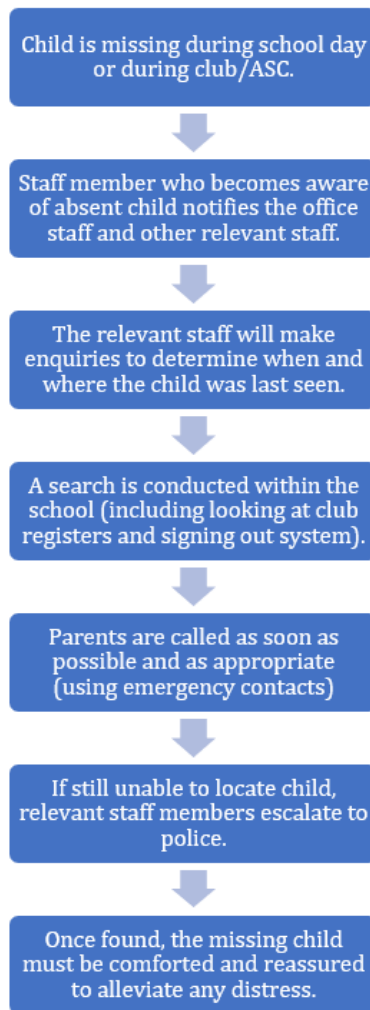 Child is missing during school day
or during club/ASC.
Staff member who becomes aware
of absent child notifies the office
staff and other relevant staff.
The relevant staff will make
enquiries to determine when and
where the child was last seen.
A search is conducted within the
school (including looking at club
registers and signing out system).
Parents are called as soon as
possible and as appropriate
(using emergency contacts)
If still unable to locate child,
relevant staff members escalate to
police.
Once found, the missing child
must be comforted and reassured
to alleviate any distress.